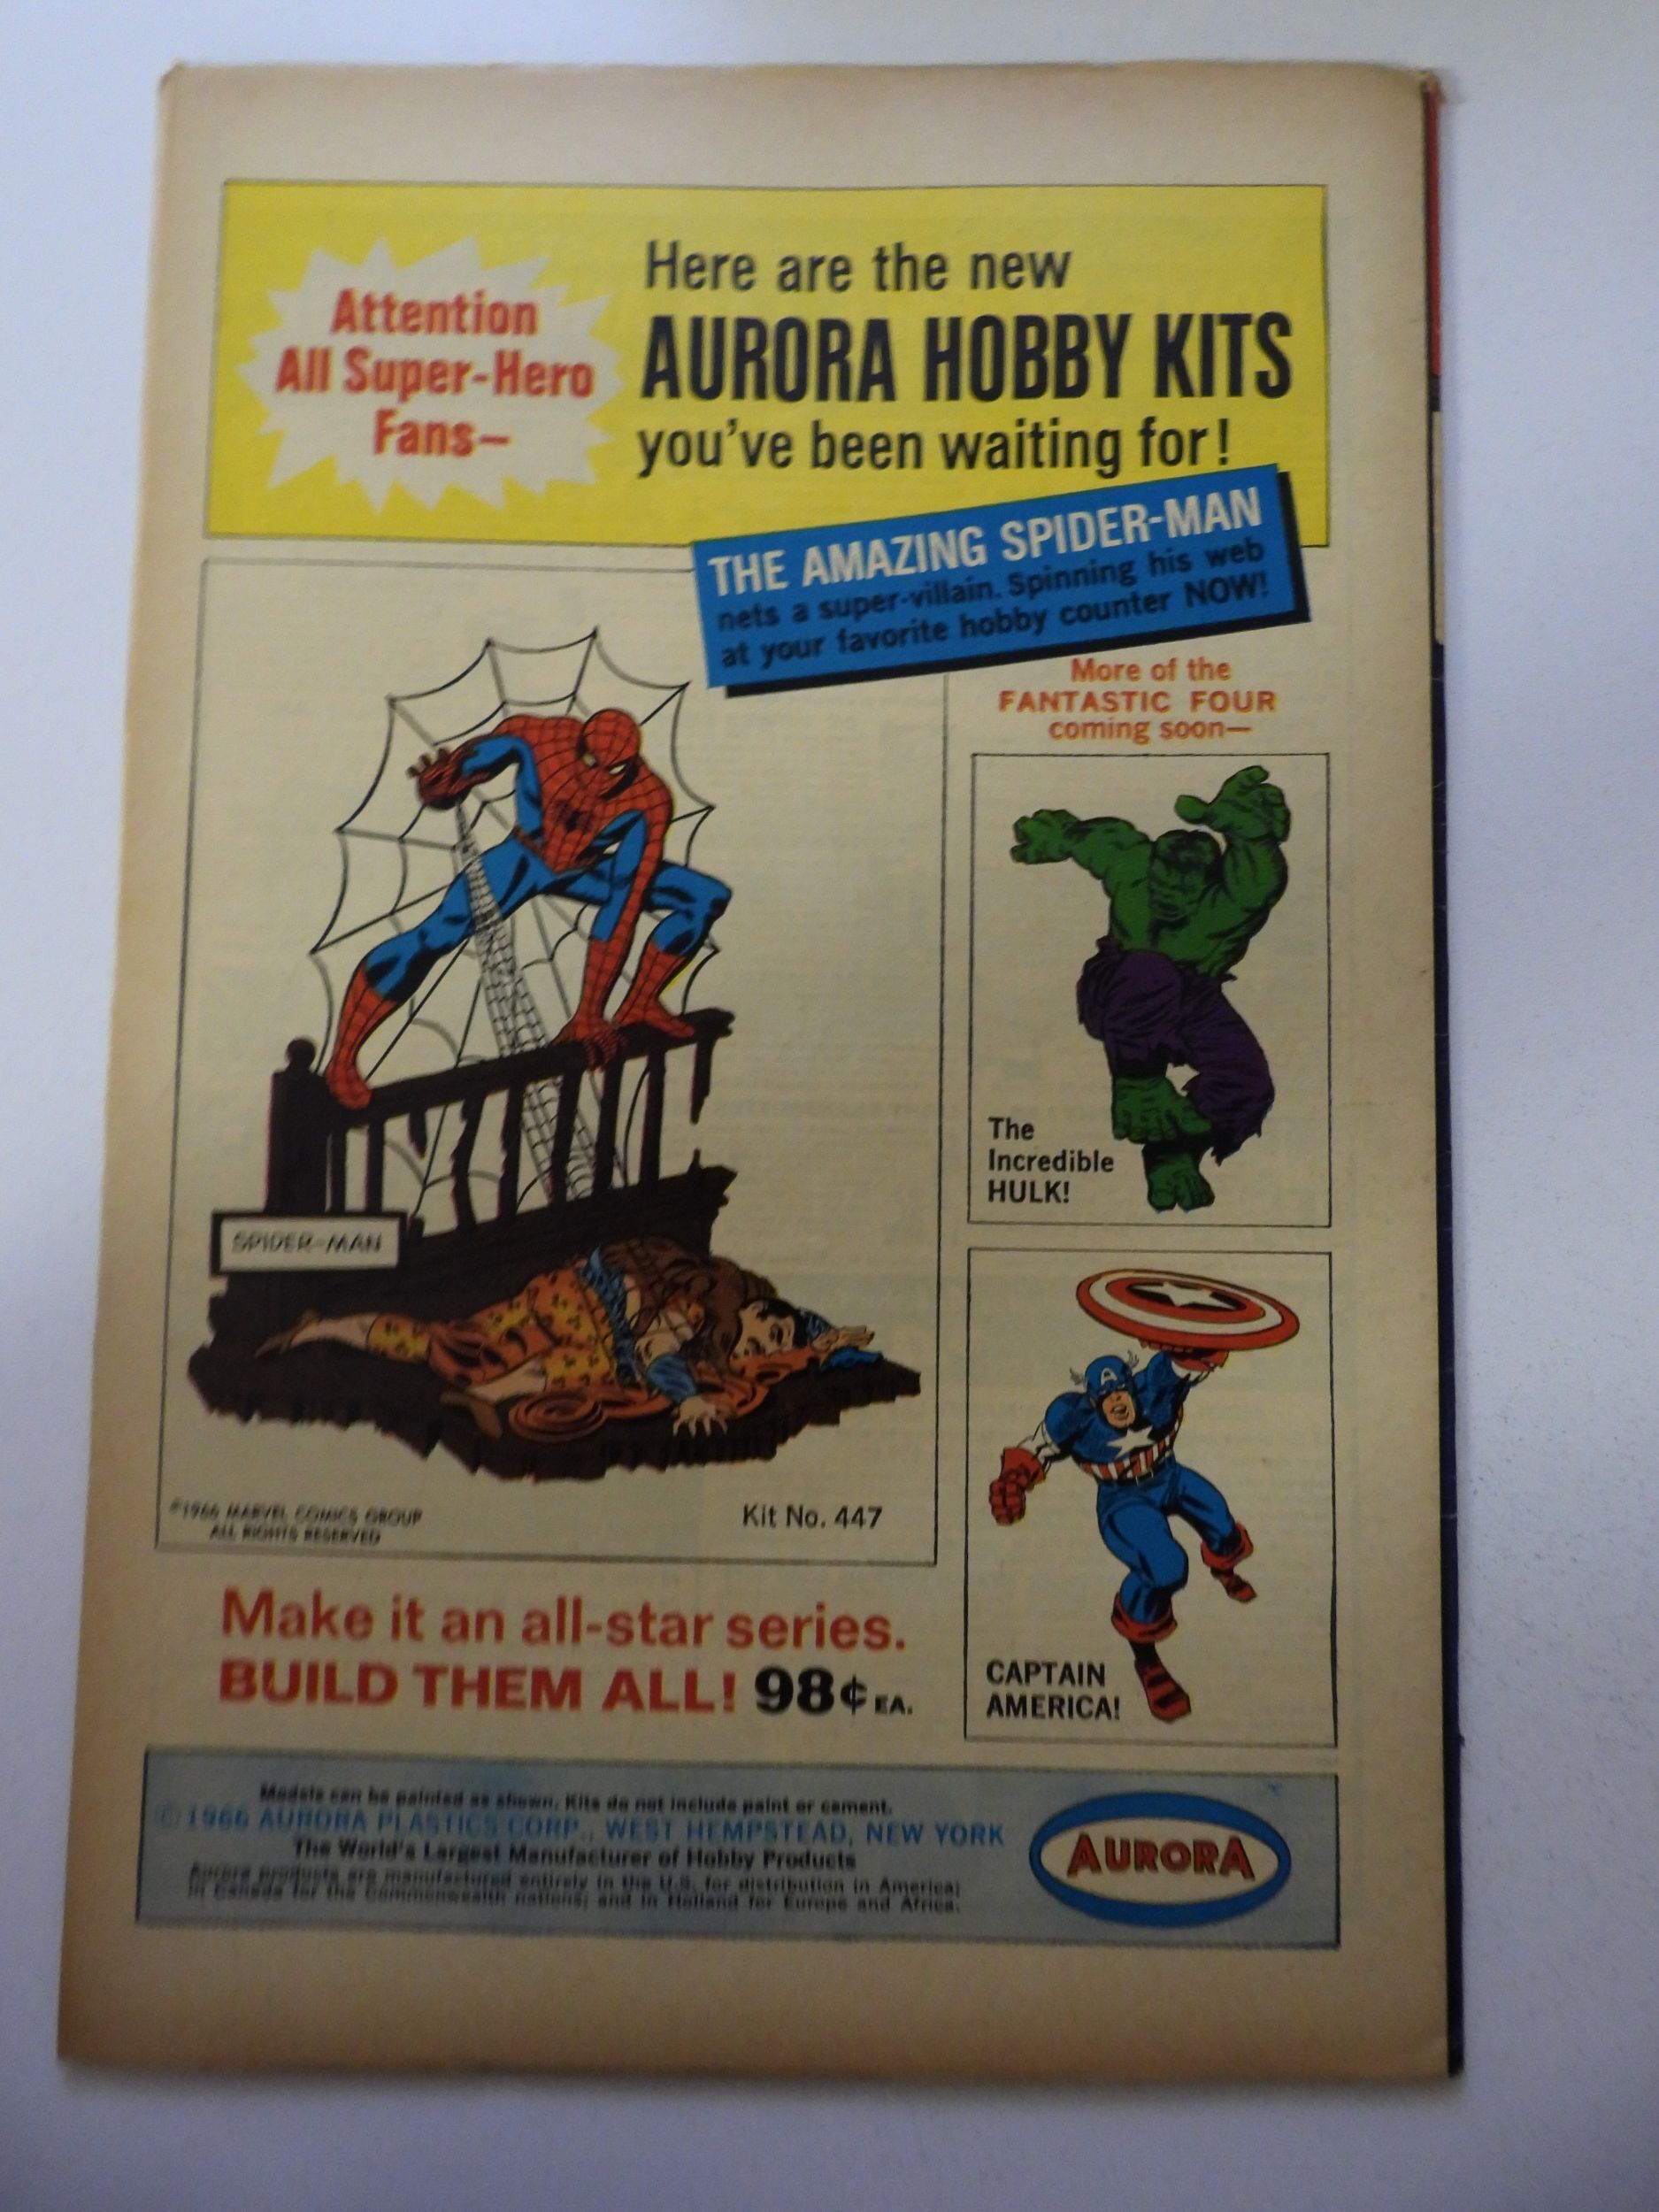 Attention
All Super-Hero
Fans—
Here are the new
AURORA HOBBY KITS
you've been waiting for!
THE AMAZING SPIDER-MAN
nets a super-villain. Spinning his web
at your favorite hobby counter NOW!
More of the
FANTASTIC FOUR
coming soon—
The
Incredible
HULK!
SPIDER-MAN
©1966 MARVEL COMICS GROUP
ALL RIGHTS RESERVED
Kit No. 447
A
CAPTAIN
AMERICA!
Make it an all-star series.
BUILD THEM ALL! 98¢ EA.
Models can be painted as shown. Kits do not include paint or cement.
©1966 AURORA PLASTICS CORP., WEST HEMPSTEAD, NEW YORK
The World's Largest Manufacturer of Hobby Products
Aurora products are manufactured entirely in the U.S. for distribution in America;
in Canada for the Commonwealth nations; and in Holland for Europe and Africa.
AURORA